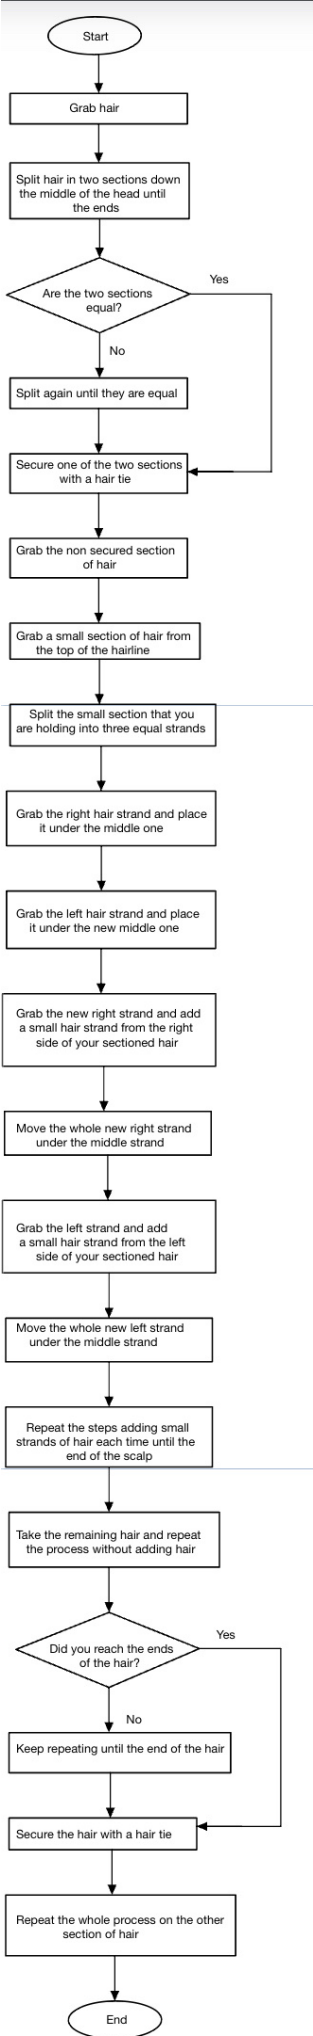 Start
Grab hair
Split hair in two sections down
the middle of the head until
the ends
Are the two sections
equal?
Yes
No
Split again until they are equal
Secure one of the two sections
with a hair tie
Grab the non secured section
of hair
Grab a small section of hair from
the top of the hairline
Split the small section that you
are holding into three equal strands
Grab the right hair strand and place
it under the middle one
Grab the left hair strand and place
it under the new middle one
Grab the new right strand and add
a small hair strand from the right
side of your sectioned hair
Move the whole new right strand
under the middle strand
Grab the left strand and add
a small hair strand from the left
side of your sectioned hair
Move the whole new left strand
under the middle strand
Repeat the steps adding small
strands of hair each time until the
end of the scalp
Take the remaining hair and repeat
the process without adding hair
Did you reach the ends
of the hair?
Yes
No
Keep repeating until the end of the hair
Secure the hair with a hair tie
Repeat the whole process on the other
section of hair
End